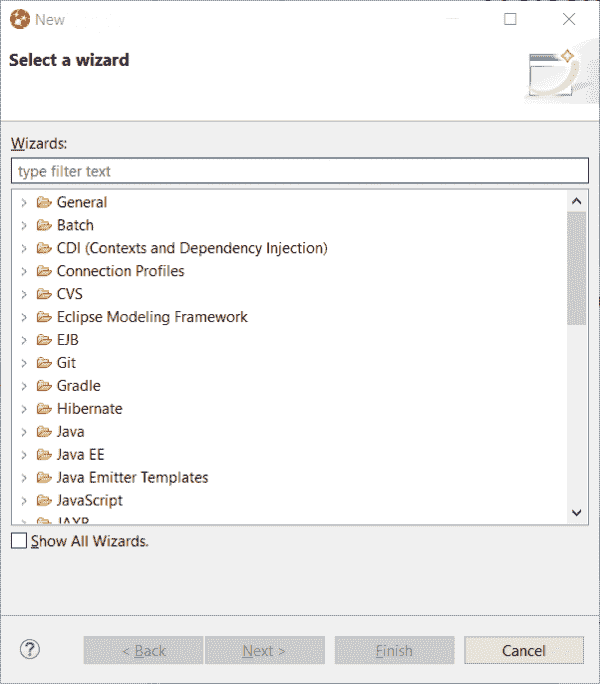 New
Select a wizard
Wizards:
type filter text
General
Batch
CDI (Contexts and Dependency Injection)
Connection Profiles
CVS
Eclipse Modeling Framework
EJB
Git
Gradle
Hibernate
Java
Java EE
Java Emitter Templates
JavaScript
Show All Wizards.
? < Back Next > Finish Cancel